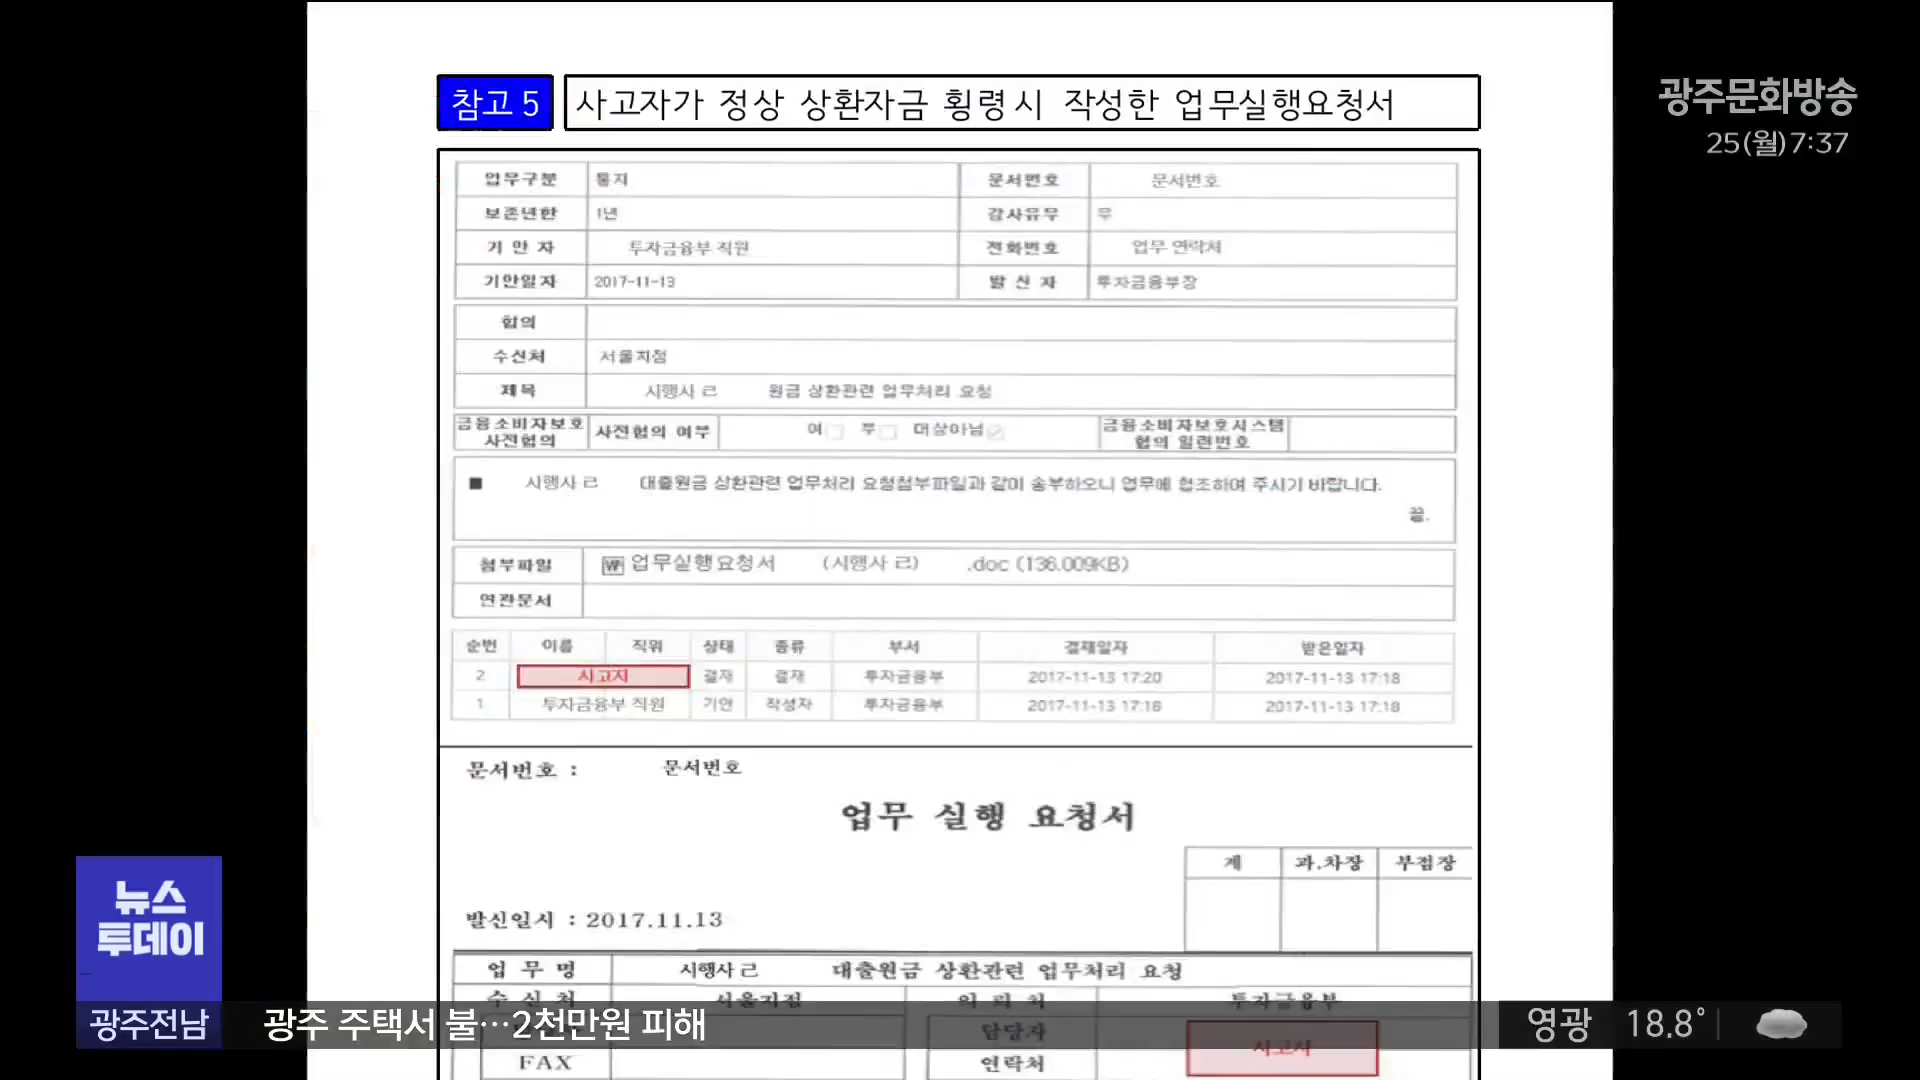 참고 5 사고자가 정상 상환자금 횡령시 작성한 업무실행요청서
광주문화방송
25(월)7:37
업무구분 통지 문서번호 문서번호
보존년한 1년 감사유무 무
기 안 자 투자금융부 직원 전화번호 업무 연락처
기안일자 2017-11-13 발 신 자 투자금융부장
합의
수신처 서울지점
제목 시행사 ㄹ 원금 상환관련 업무처리 요청
금융소비자보호 사전협의 사전협의 여부 여 부 대상아님 금융소비자보호시스템 협의 일련번호
■ 시행사 ㄹ 대출원금 상환관련 업무처리 요청첨부파일과 같이 송부하오니 업무에 협조하여 주시기 바랍니다.
끝.
첨부파일 업무실행요청서 (시행사 ㄹ) .doc (136.009KB)
연관문서
순번 이름 직위 상태 종류 부서 결재일자 받은일자
2 사고자 결재 결재 투자금융부 2017-11-13 17:20 2017-11-13 17:18
1 투자금융부 직원 기안 작성자 투자금융부 2017-11-13 17:18 2017-11-13 17:18
문서번호 : 문서번호
업무 실행 요청서
계 과.차장 부점장
발신일시 : 2017.11.13
업 무 명 시행사 ㄹ 대출원금 상환관련 업무처리 요청
수 신 처 서울지점 의 뢰 처 투자금융부
담당자 사고자
FAX 연락처
뉴스
투데이
광주전남 광주 주택서 불…2천만원 피해
영광 18.8°